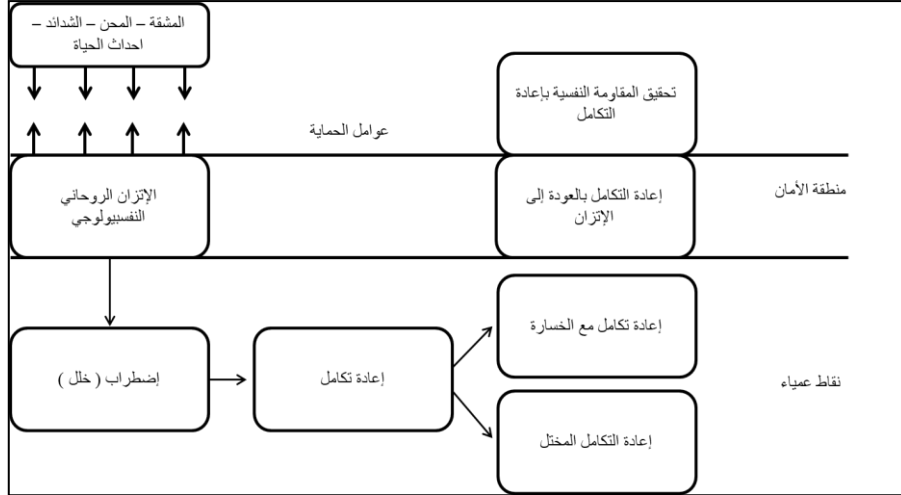 المشقة – المحن – الشدائد –
احداث الحياة
تحقيق المقاومة النفسية بإعادة
التكامل
عوامل الحماية
الإتزان الروحاني
النفسبيولوجي
إعادة التكامل بالعودة إلى
الإتزان
منطقة الأمان
إعادة تكامل مع الخسارة
إضطراب ( خلل )
إعادة تكامل
نقاط عمياء
إعادة التكامل المختل